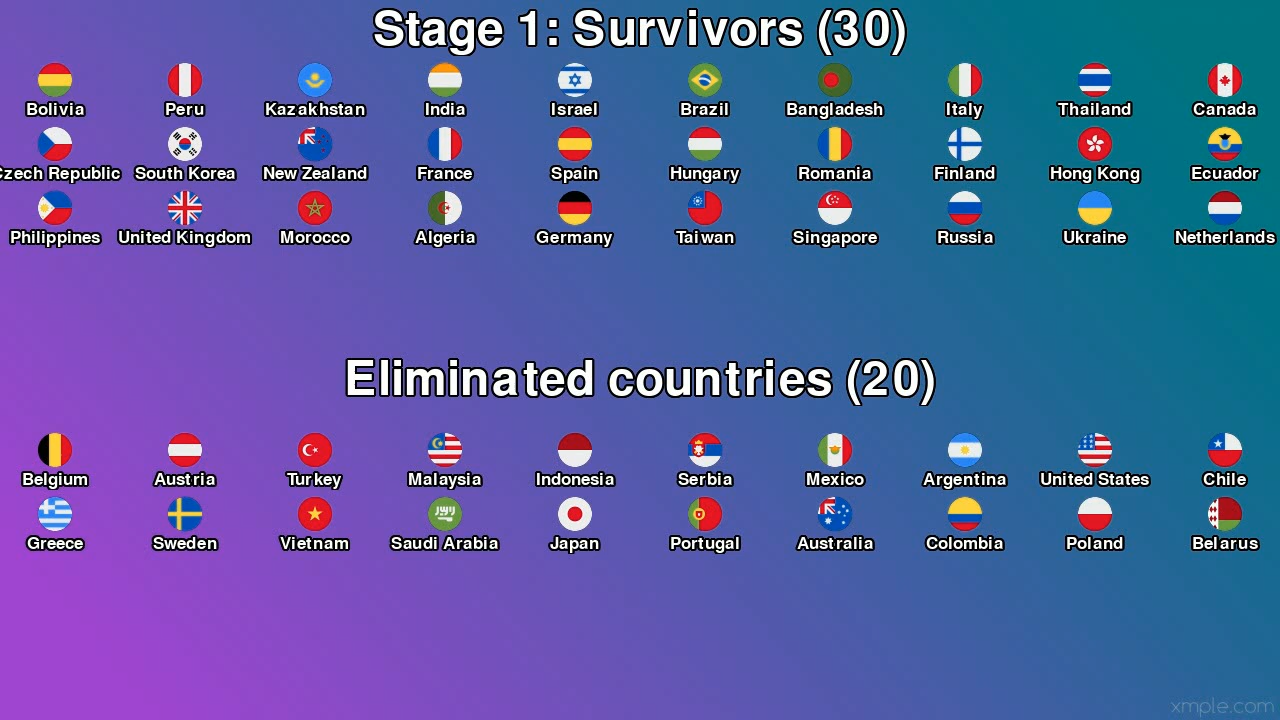 Stage 1: Survivors (30)
Bolivia Peru Kazakhstan India Israel Brazil Bangladesh Italy Thailand Canada
Czech Republic South Korea New Zealand France Spain Hungary Romania Finland Hong Kong Ecuador
Philippines United Kingdom Morocco Algeria Germany Taiwan Singapore Russia Ukraine Netherlands
Eliminated countries (20)
Belgium Austria Turkey Malaysia Indonesia Serbia Mexico Argentina United States Chile
Greece Sweden Vietnam Saudi Arabia Japan Portugal Australia Colombia Poland Belarus
xmple.com